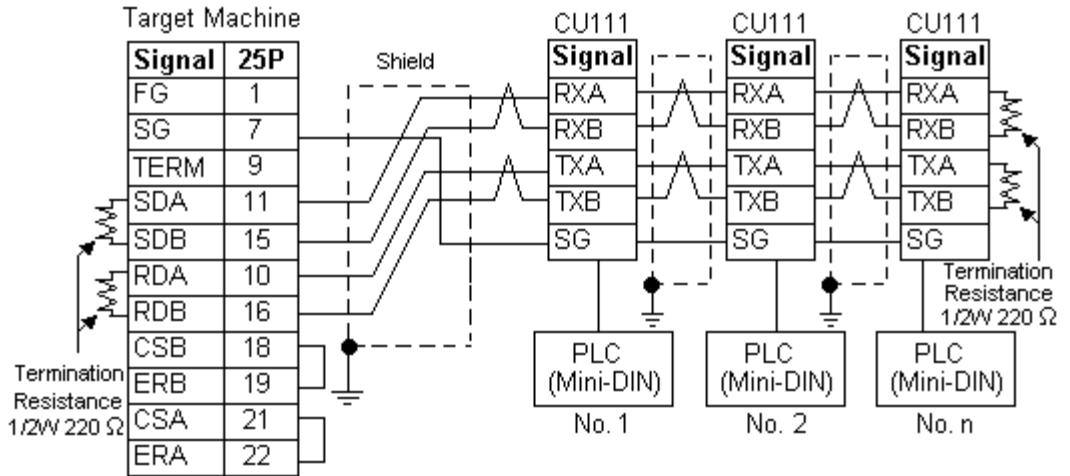 Target Machine
Signal 25P
FG 1
SG 7
TERM 9
SDA 11
SDB 15
RDA 10
RDB 16
CSB 18
ERB 19
CSA 21
ERA 22
Termination
Resistance
1/2W 220 Ω
Shield
CU111
Signal
RXA
RXB
TXA
TXB
SG
PLC
(Mini-DIN)
No. 1
CU111
Signal
RXA
RXB
TXA
TXB
SG
PLC
(Mini-DIN)
No. 2
CU111
Signal
RXA
RXB
TXA
TXB
SG
PLC
(Mini-DIN)
No. n
Termination
Resistance
1/2W 220 Ω